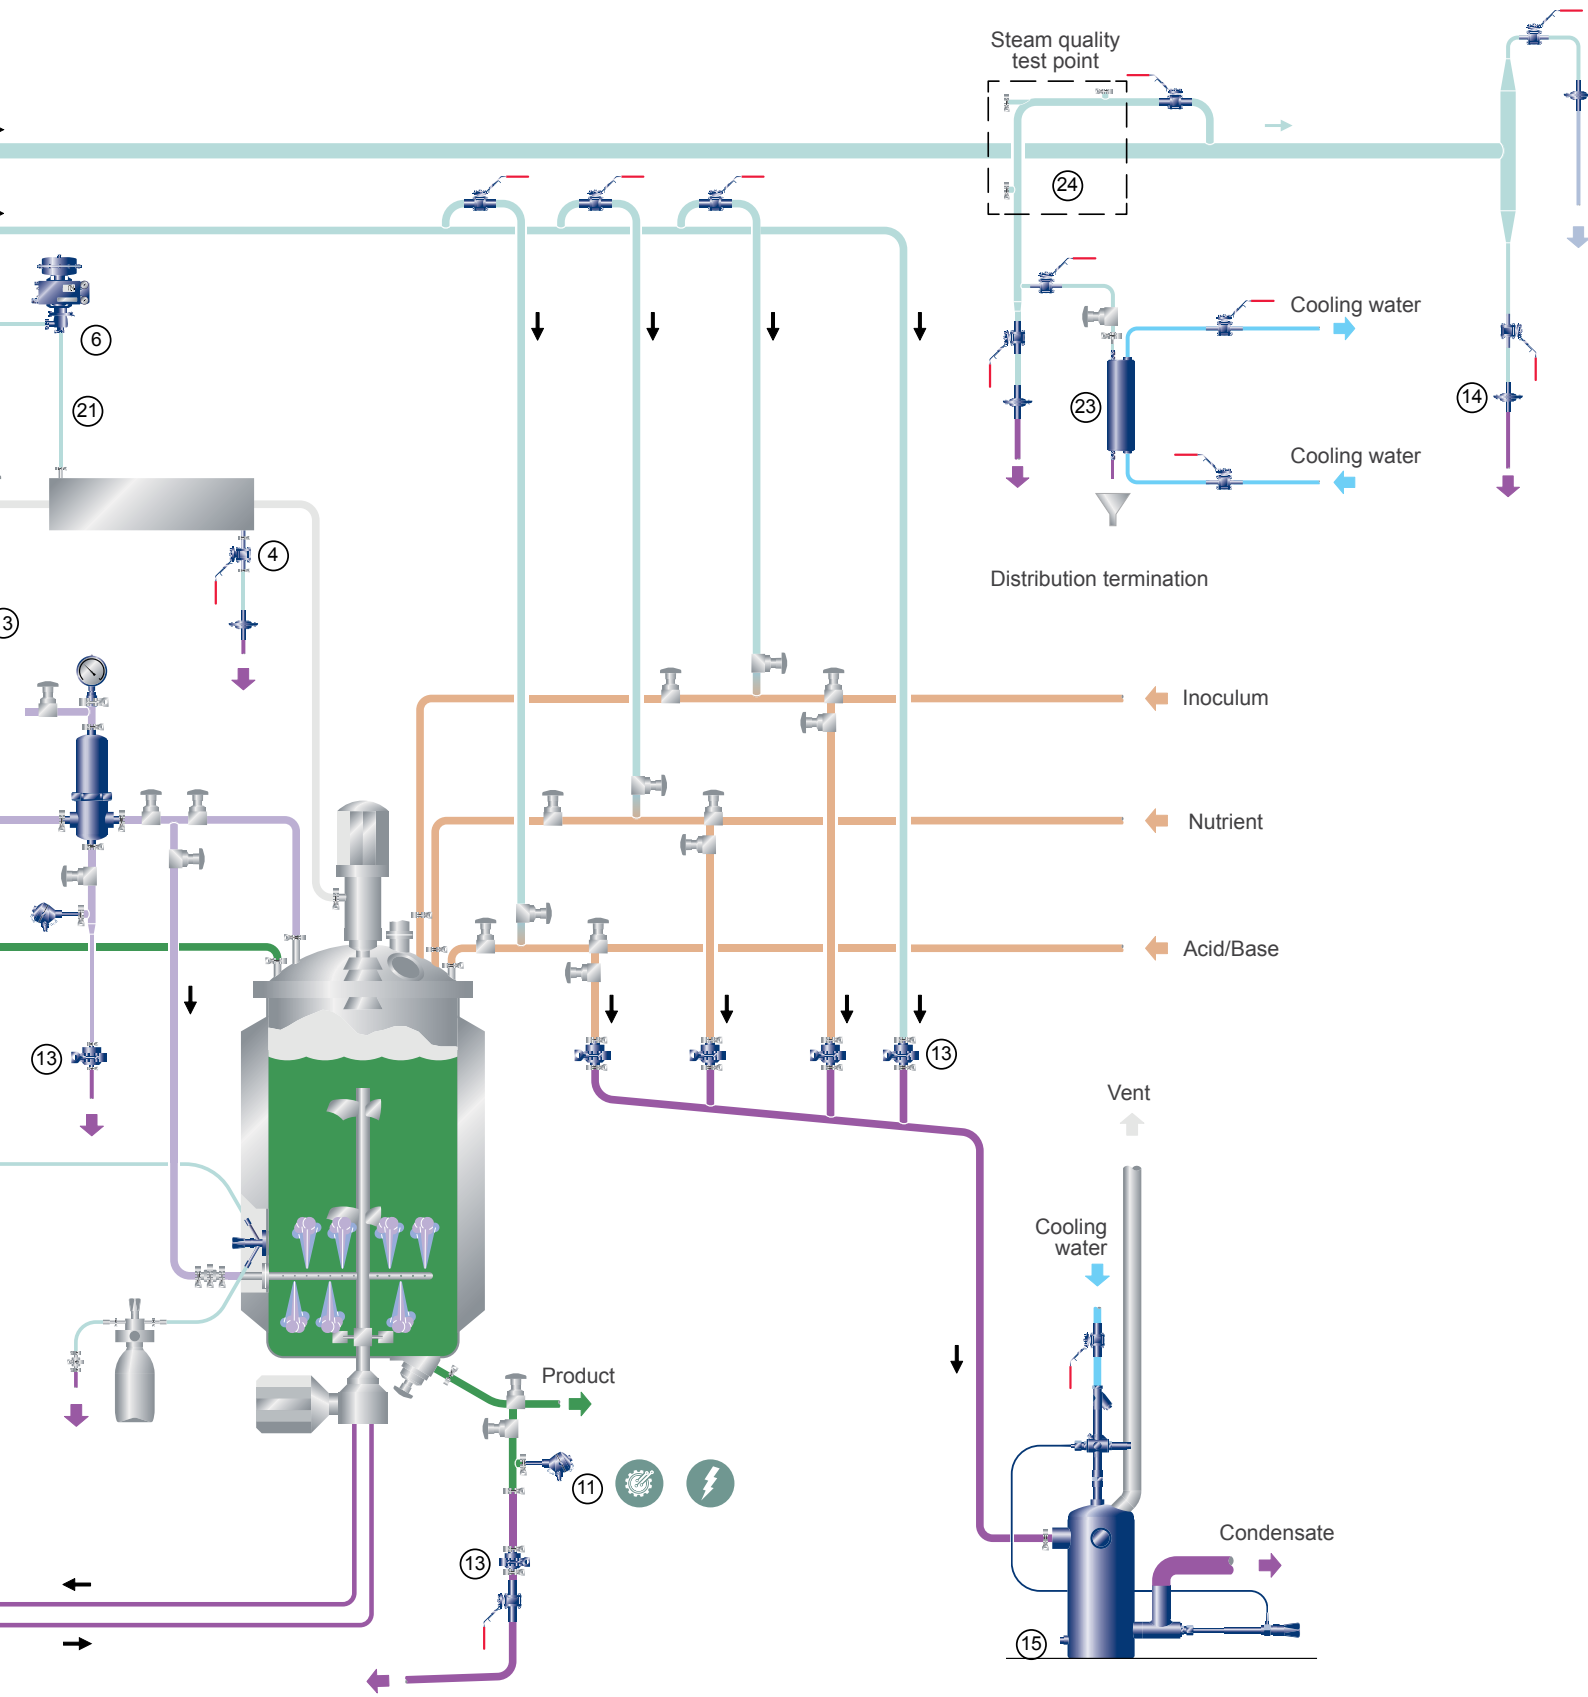 Steam quality
test point
24
6
Cooling water
21
23
14
Cooling water
4
Distribution termination
3
Inoculum
Nutrient
Acid/Base
13
13
Vent
Cooling
water
Product
11
Condensate
13
15